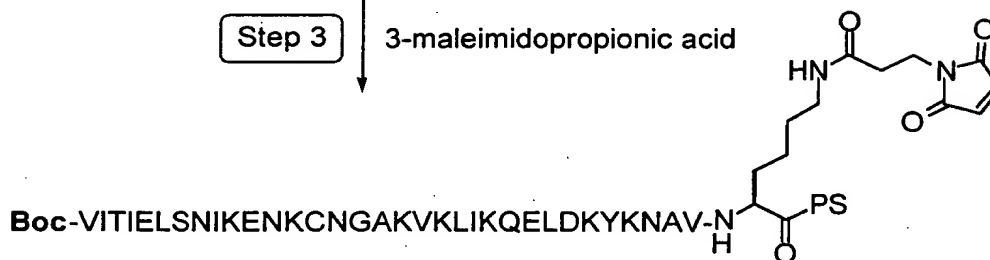 Step 3 3-maleimidopropionic acid
O
HN
N
O
O
Boc-VITIELSNIKENKCNGAKVKLIKQELDKYKNAV-N
H
PS
O